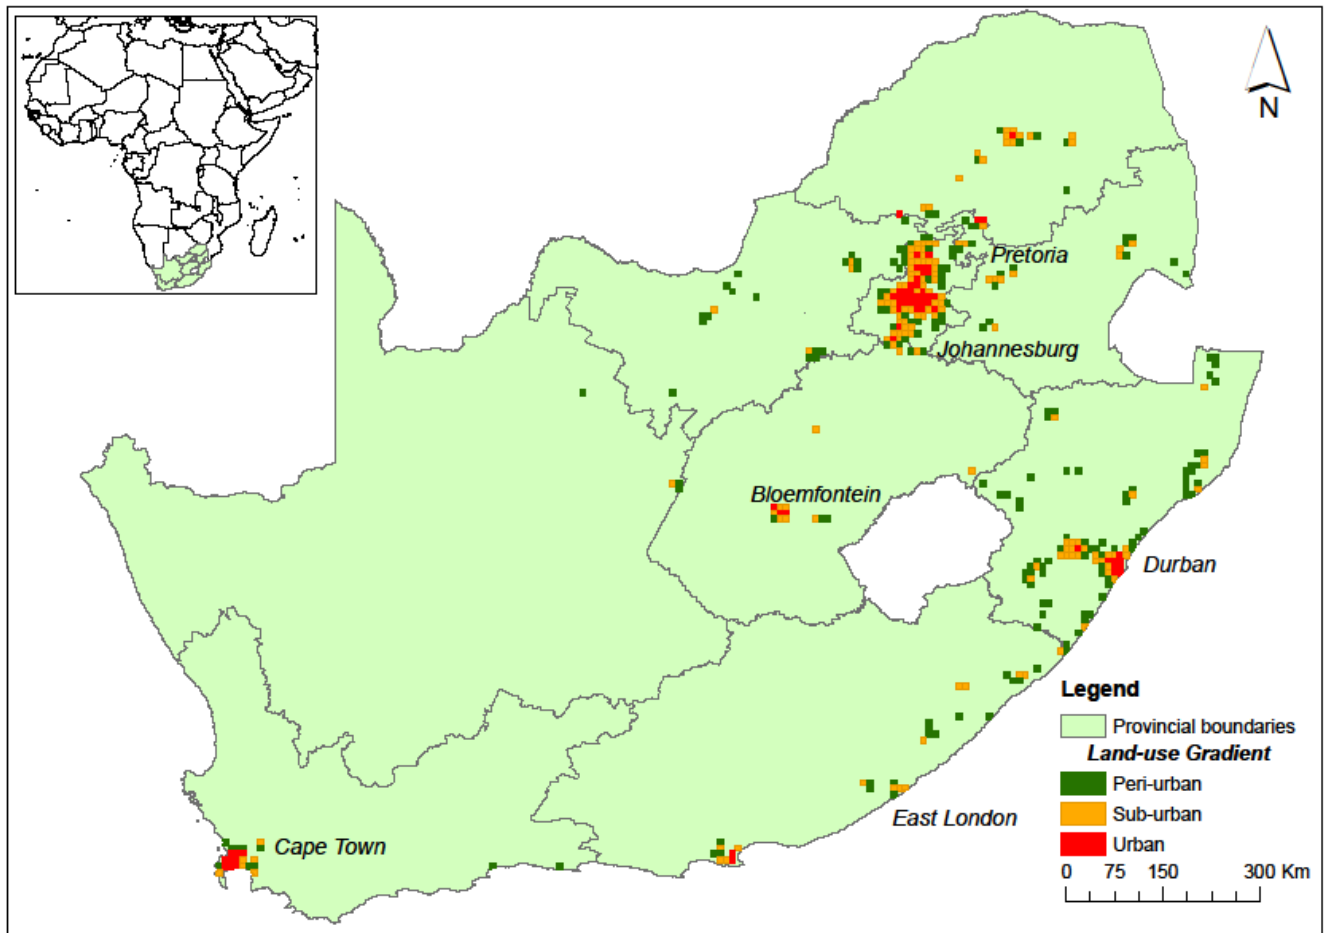 N
Pretoria
Johannesburg
Bloemfontein
Durban
Legend
Provincial boundaries
Land-use Gradient
Peri-urban
Sub-urban
Urban
0 75 150 300 Km
East London
Cape Town